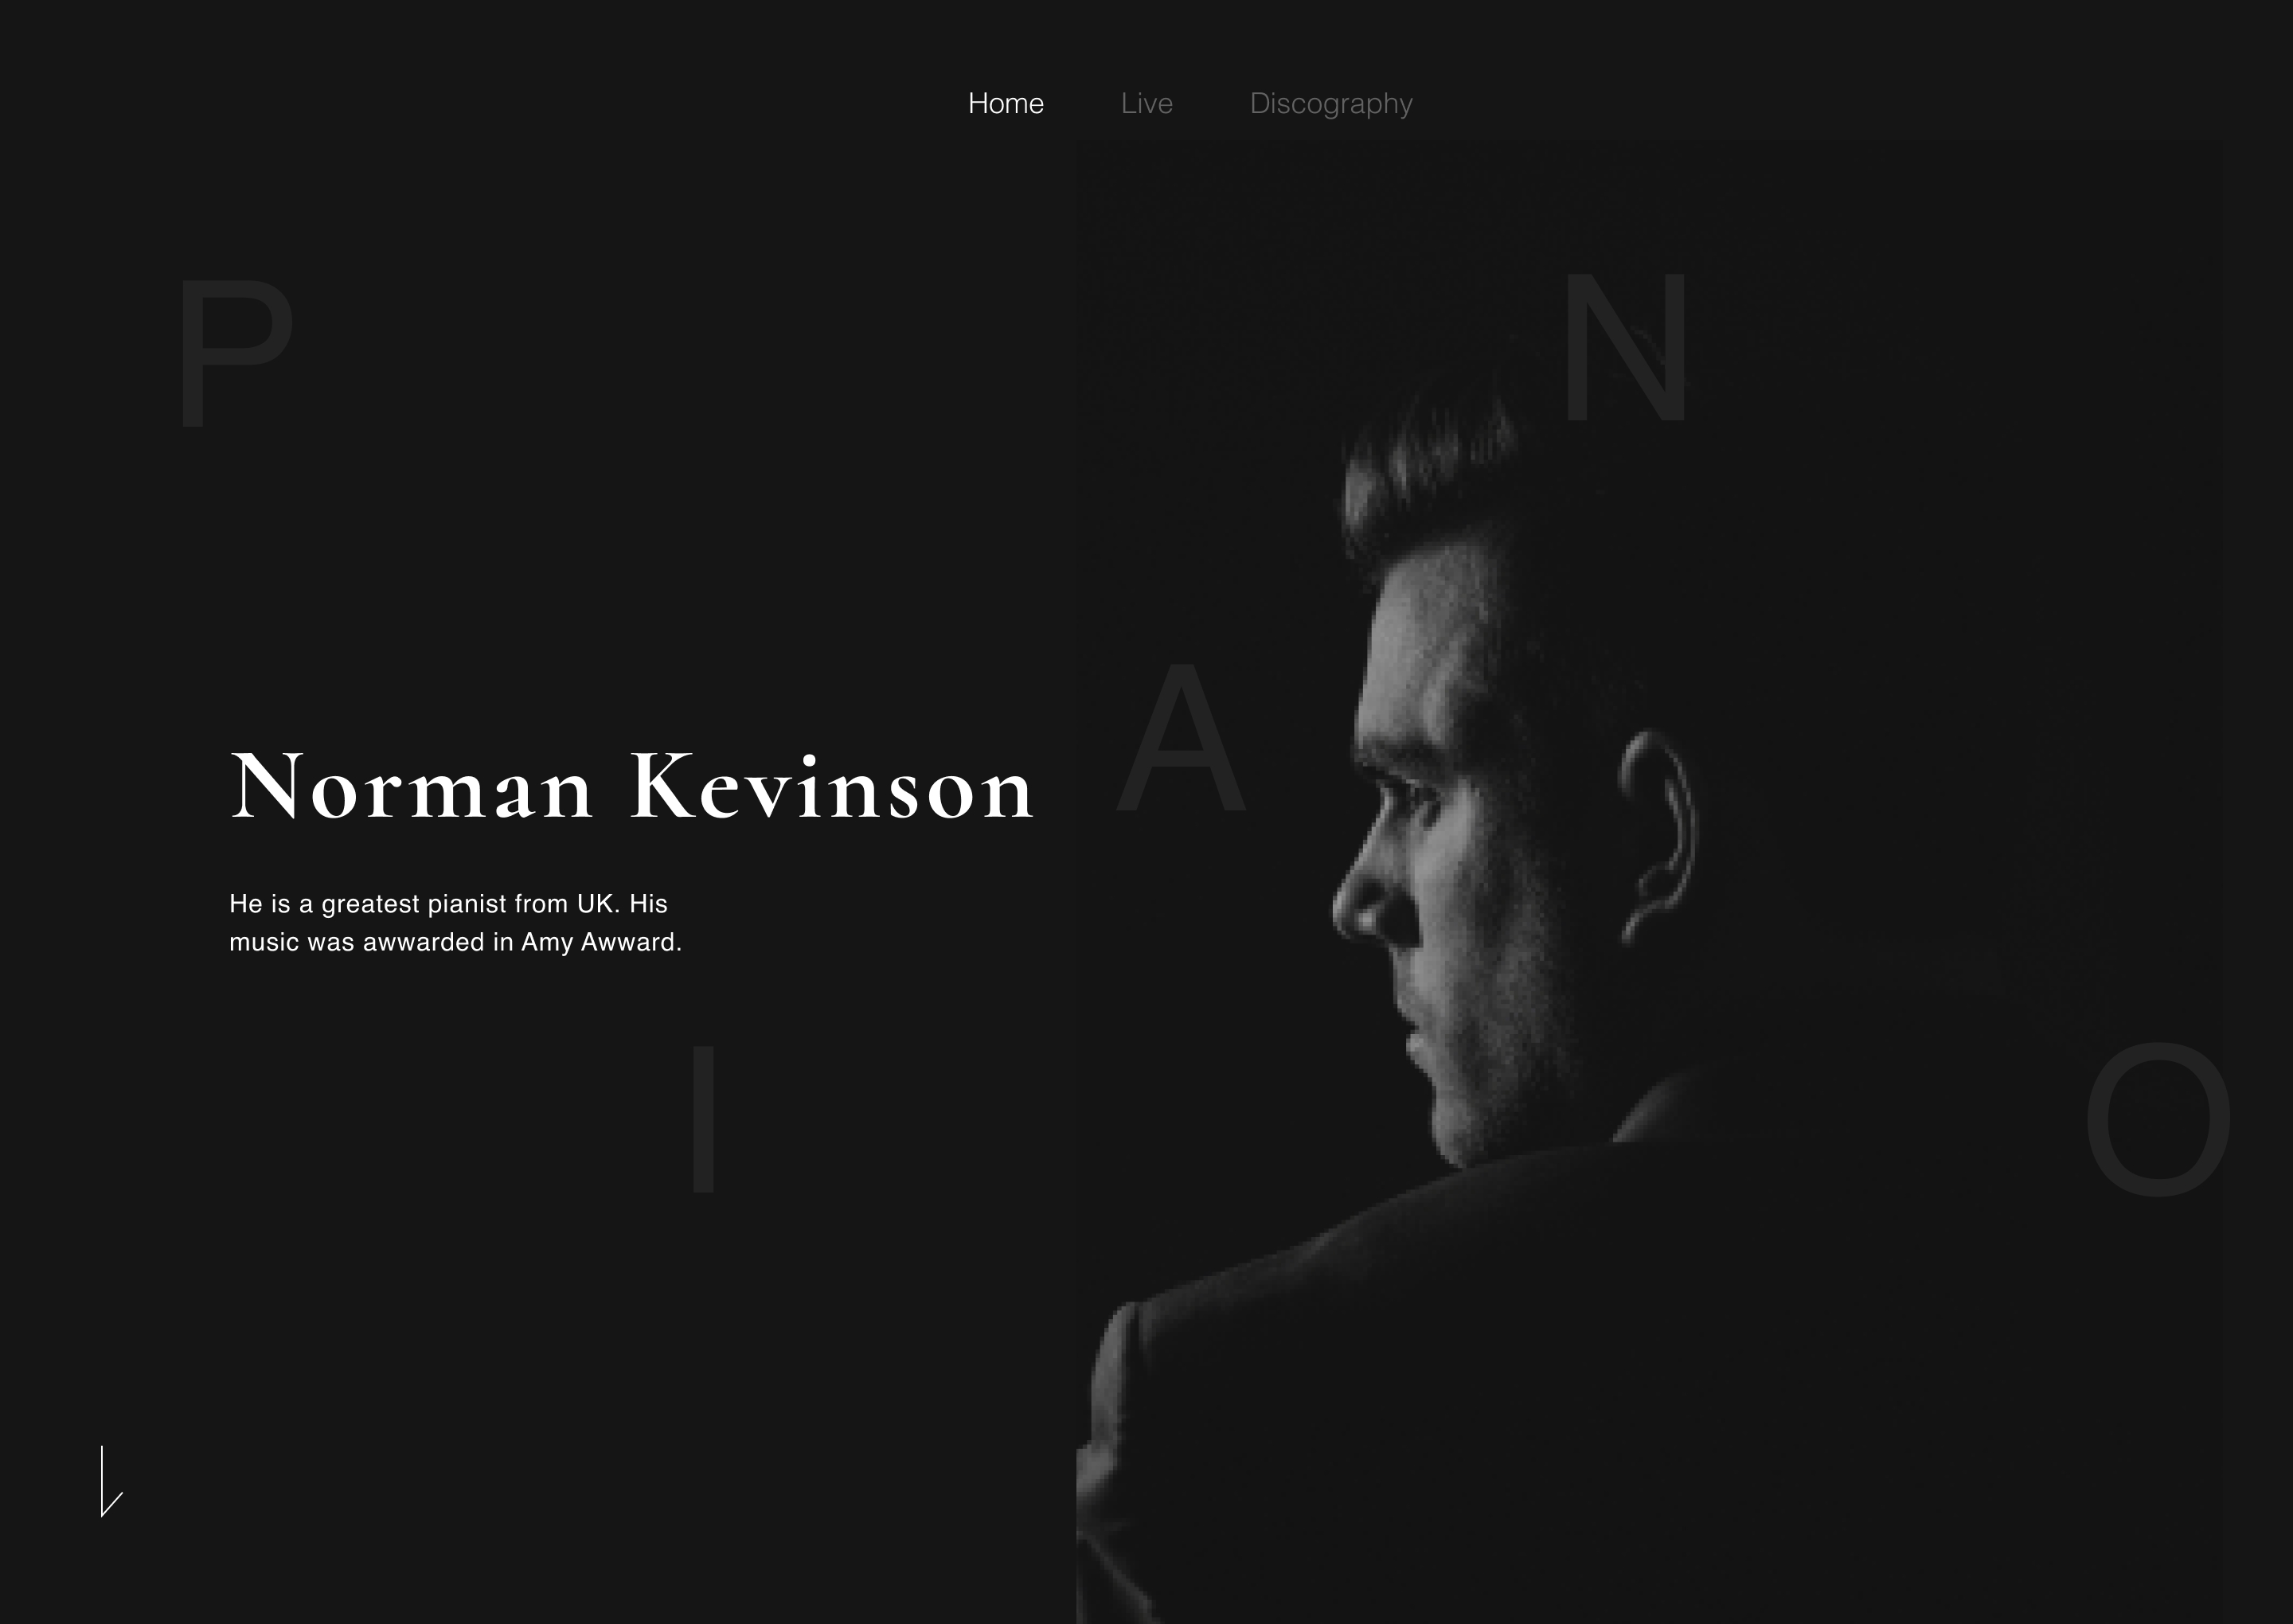 Home Live Discography
P
N
A
Norman Kevinson
He is a greatest pianist from UK. His
music was awwarded in Amy Awward.
I
O